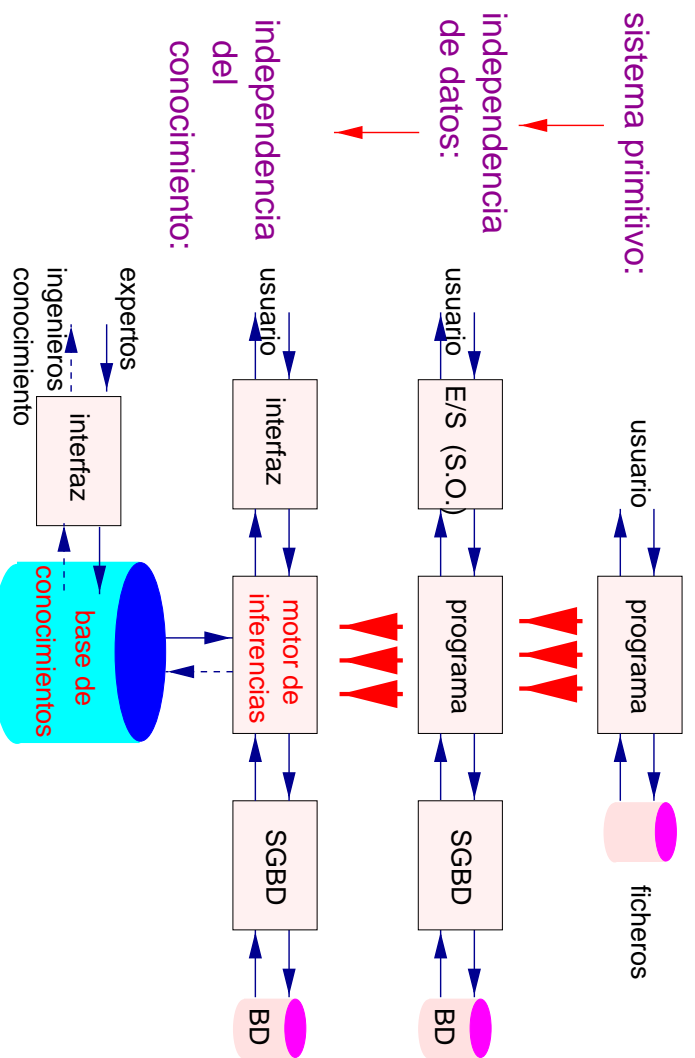 sistema primitivo:
usuario
programa
ficheros
independencia
de datos:
usuario
E/S (S.O.)
programa
SGBD
BD
independencia
del
conocimiento:
usuario
interfaz
motor de
inferencias
SGBD
BD
expertos
ingenieros
conocimiento
interfaz
base de
conocimientos